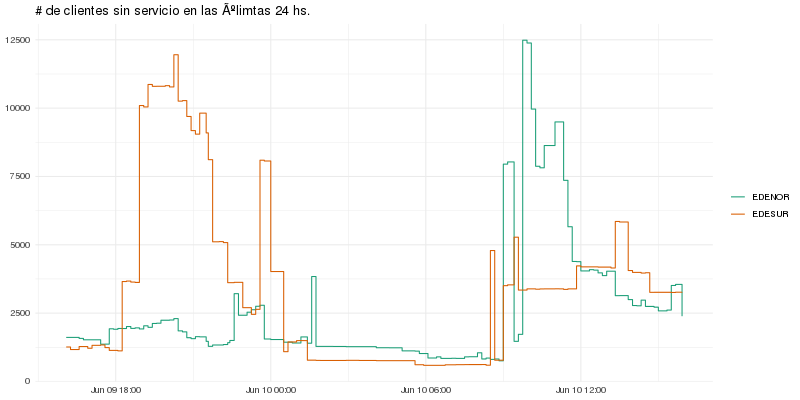 # de clientes sin servicio en las Ãºlimtas 24 hs.
12500
10000
7500
5000
2500
0
Jun 09 18:00
Jun 10 00:00
Jun 10 06:00
Jun 10 12:00
EDENOR
EDESUR